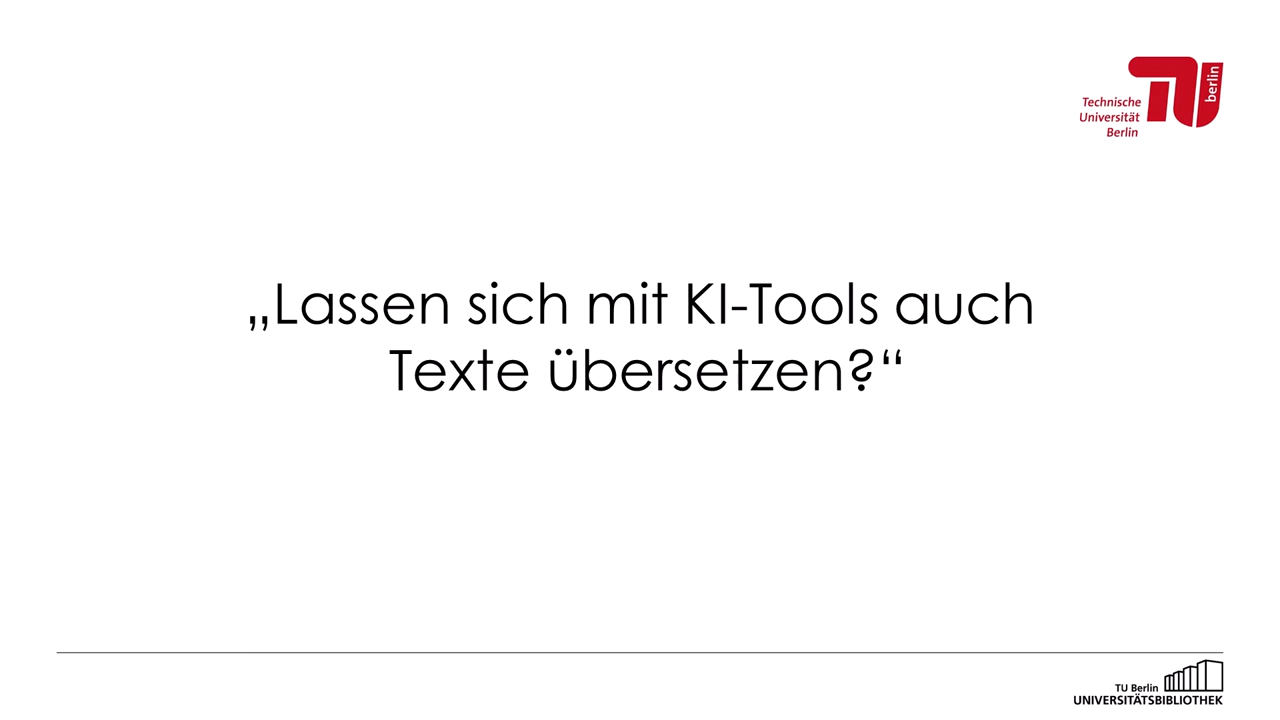 Technische
Universität
Berlin
berlin
„Lassen sich mit KI-Tools auch
Texte übersetzen?“
TU Berlin
UNIVERSITÄTSBIBLIOTHEK